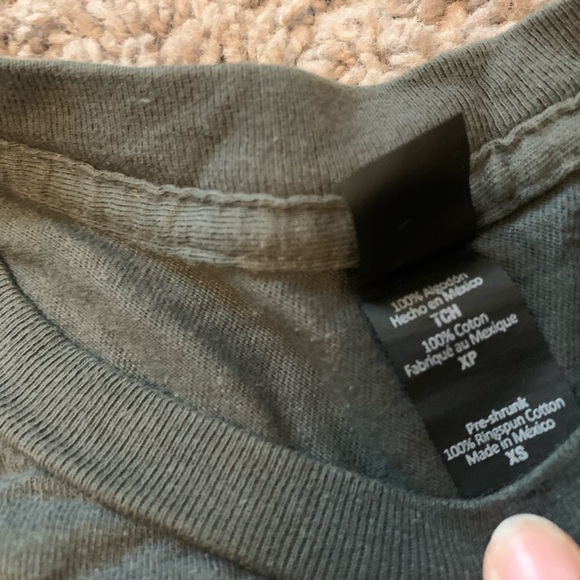 100% Algodón
Hecho en México
TCH
100% Coton
Fabriqué au Mexique
XP
Pre-shrunk
100% Ringspun Cotton
Made in México
XS